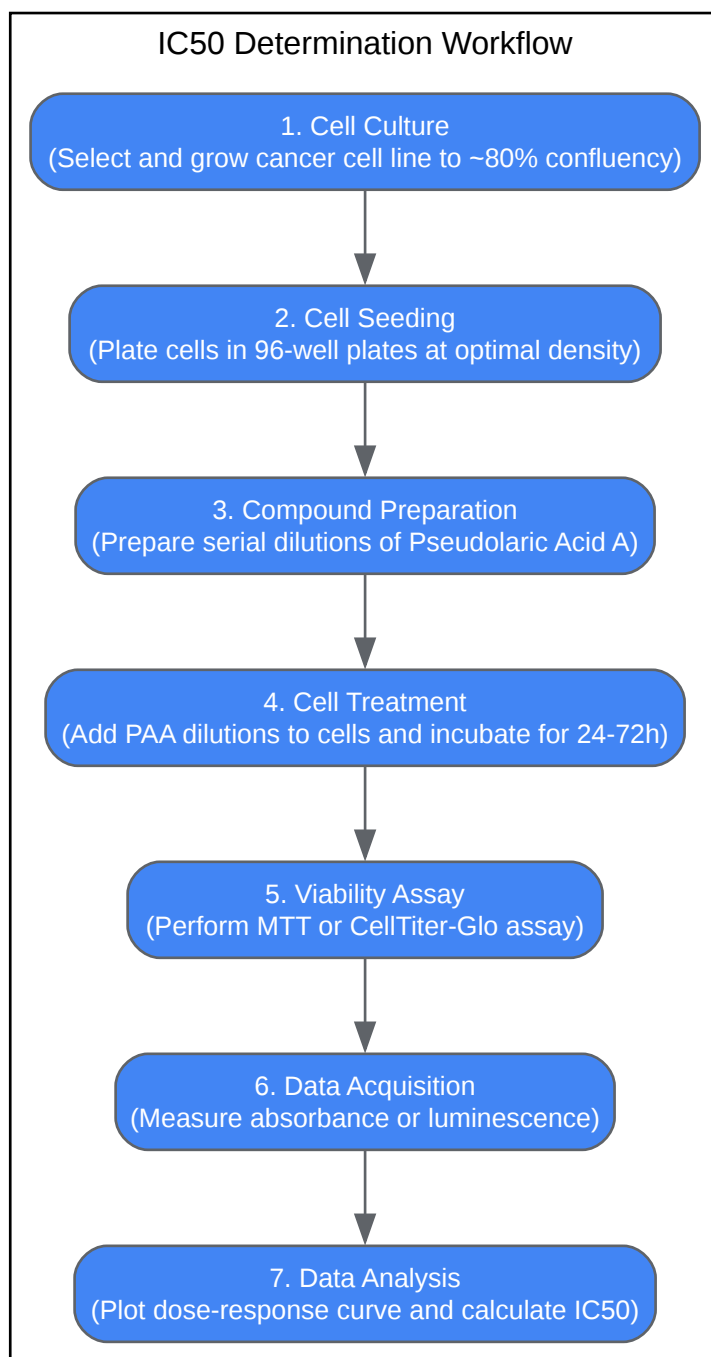 IC50 Determination Workflow
1. Cell Culture
(Select and grow cancer cell line to ~80% confluency)
2. Cell Seeding
(Plate cells in 96-well plates at optimal density)
3. Compound Preparation
(Prepare serial dilutions of Pseudolaric Acid A)
4. Cell Treatment
(Add PAA dilutions to cells and incubate for 24-72h)
5. Viability Assay
(Perform MTT or CellTiter-Glo assay)
6. Data Acquisition
(Measure absorbance or luminescence)
7. Data Analysis
(Plot dose-response curve and calculate IC50)